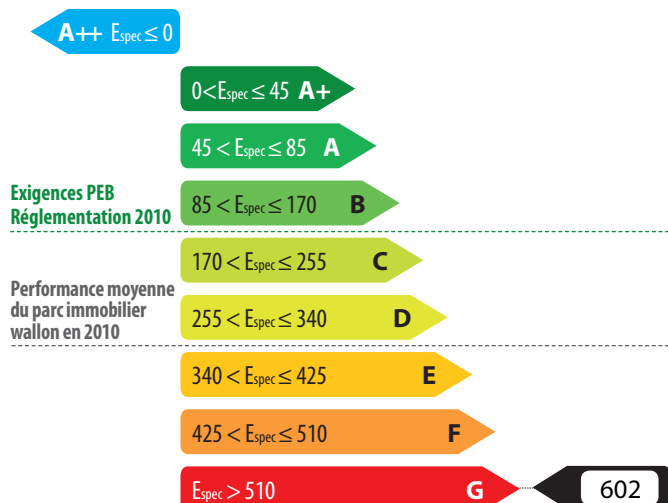 A++ Espec ≤ 0
0 < Espec ≤ 45 A+
45 < Espec ≤ 85 A
Exigences PEB
Réglementation 2010
85 < Espec ≤ 170 B
170 < Espec ≤ 255 C
Performance moyenne
du parc immobilier
wallon en 2010
255 < Espec ≤ 340 D
340 < Espec ≤ 425 E
425 < Espec ≤ 510 F
Espec > 510 G 602